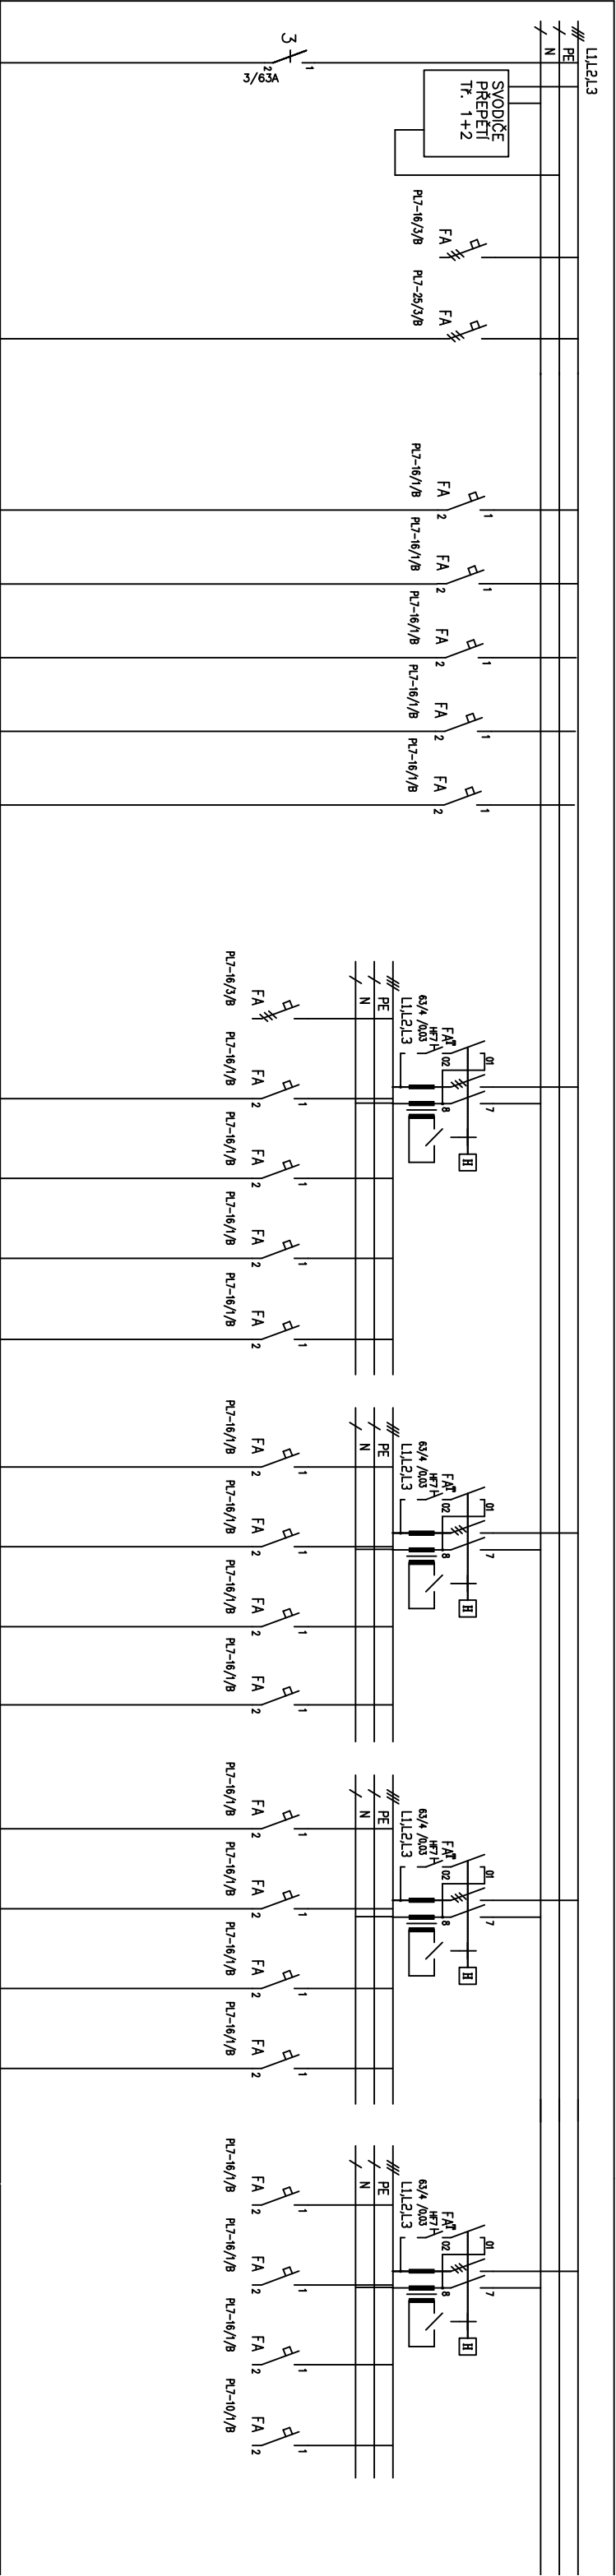 L1,L2,L3
PE
N
3
1
2
3/63A
SVODIČE
PŘEPĚTÍ
Tř. 1+2
FA
PL7-16/3/B
FA
PL7-25/3/B
FA
1
2
PL7-16/1/B
FA
1
2
PL7-16/1/B
FA
1
2
PL7-16/1/B
FA
1
2
PL7-16/1/B
FA
1
2
PL7-16/1/B
FA
01
02
7
8
H
HF7
63/4 /0,03
L1,L2,L3
PE
N
FA
PL7-16/3/B
FA
1
2
PL7-16/1/B
FA
1
2
PL7-16/1/B
FA
1
2
PL7-16/1/B
FA
1
2
PL7-16/1/B
FA
01
02
7
8
H
HF7
63/4 /0,03
L1,L2,L3
PE
N
FA
1
2
PL7-16/1/B
FA
1
2
PL7-16/1/B
FA
1
2
PL7-16/1/B
FA
1
2
PL7-16/1/B
FA
01
02
7
8
H
HF7
63/4 /0,03
L1,L2,L3
PE
N
FA
1
2
PL7-16/1/B
FA
1
2
PL7-16/1/B
FA
1
2
PL7-16/1/B
FA
1
2
PL7-16/1/B
FA
01
02
7
8
H
HF7
63/4 /0,03
L1,L2,L3
PE
N
FA
1
2
PL7-16/1/B
FA
1
2
PL7-16/1/B
FA
1
2
PL7-16/1/B
FA
1
2
PL7-10/1/B